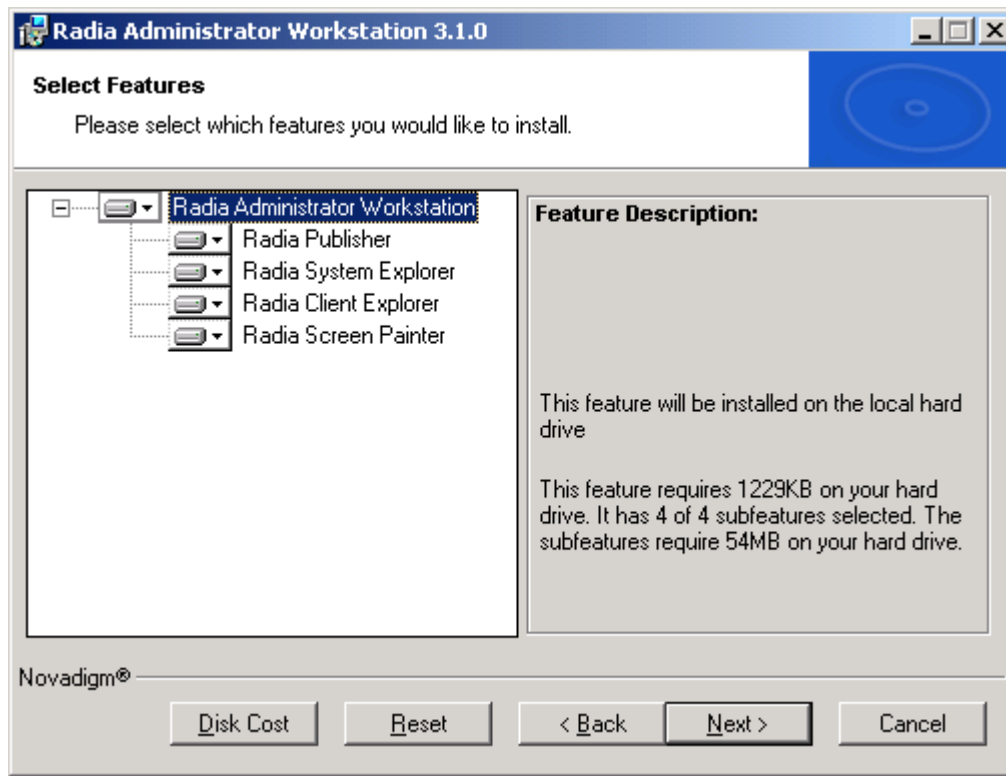 Radia Administrator Workstation 3.1.0
Select Features
Please select which features you would like to install.
Radia Administrator Workstation
Radia Publisher
Radia System Explorer
Radia Client Explorer
Radia Screen Painter
Feature Description:
This feature will be installed on the local hard
drive
This feature requires 1229KB on your hard
drive. It has 4 of 4 subfeatures selected. The
subfeatures require 54MB on your hard drive.
Novadigm®
Disk Cost
Reset
< Back
Next >
Cancel